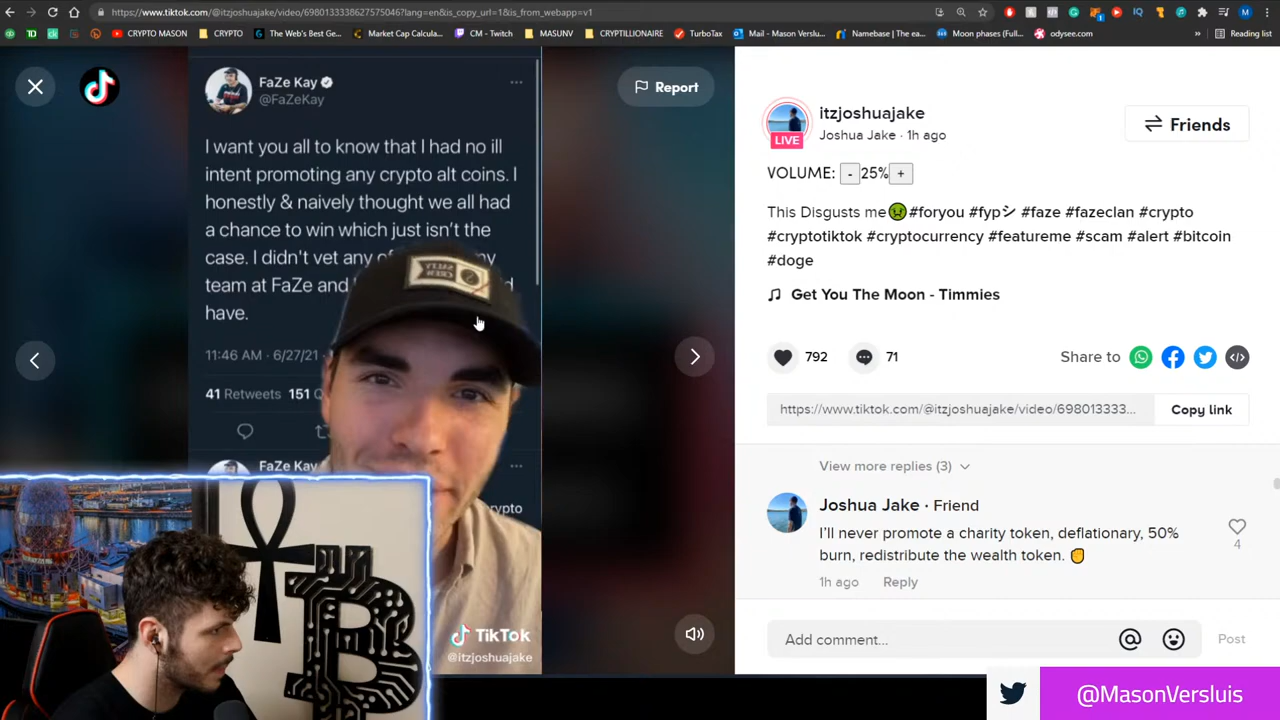 https://www.tiktok.com/@itzjoshuajake/video/6980133338627575046?lang=en&is_copy_url=1&is_from_webapp=v1
CRYPTO MASON
CRYPTO
The Web's Best Ge...
Market Cap Calcula...
CM - Twitch
MASUNV
CRYPTILLIONAIRE
TurboTax
Mail - Mason Verslu...
Namebase | The ea...
Moon phases (Full...
odysee.com
»
Reading list
FaZe Kay
@FaZeKay
I want you all to know that I had no ill
intent promoting any crypto alt coins. I
honestly & naively thought we all had
a chance to win which just isn't the
case. I didn't vet any of
team at FaZe and
have.
11:46 AM · 6/27/21
41 Retweets 151
FaZe Kay
SALTY
CREW
TikTok
@itzjoshuajake
Report
itzjoshuajake
Joshua Jake · 1h ago
LIVE
Friends
VOLUME: - 25% +
This Disgusts me🤢#foryou #fypシ #faze #fazeclan #crypto
#cryptotiktok #cryptocurrency #featureme #scam #alert #bitcoin
#doge
Get You The Moon - Timmies
792
71
Share to
https://www.tiktok.com/@itzjoshuajake/video/698013333...
Copy link
View more replies (3)
Joshua Jake · Friend
I'll never promote a charity token, deflationary, 50%
burn, redistribute the wealth token. ✊
4
1h ago Reply
Add comment...
@
Post
@MasonVersluis